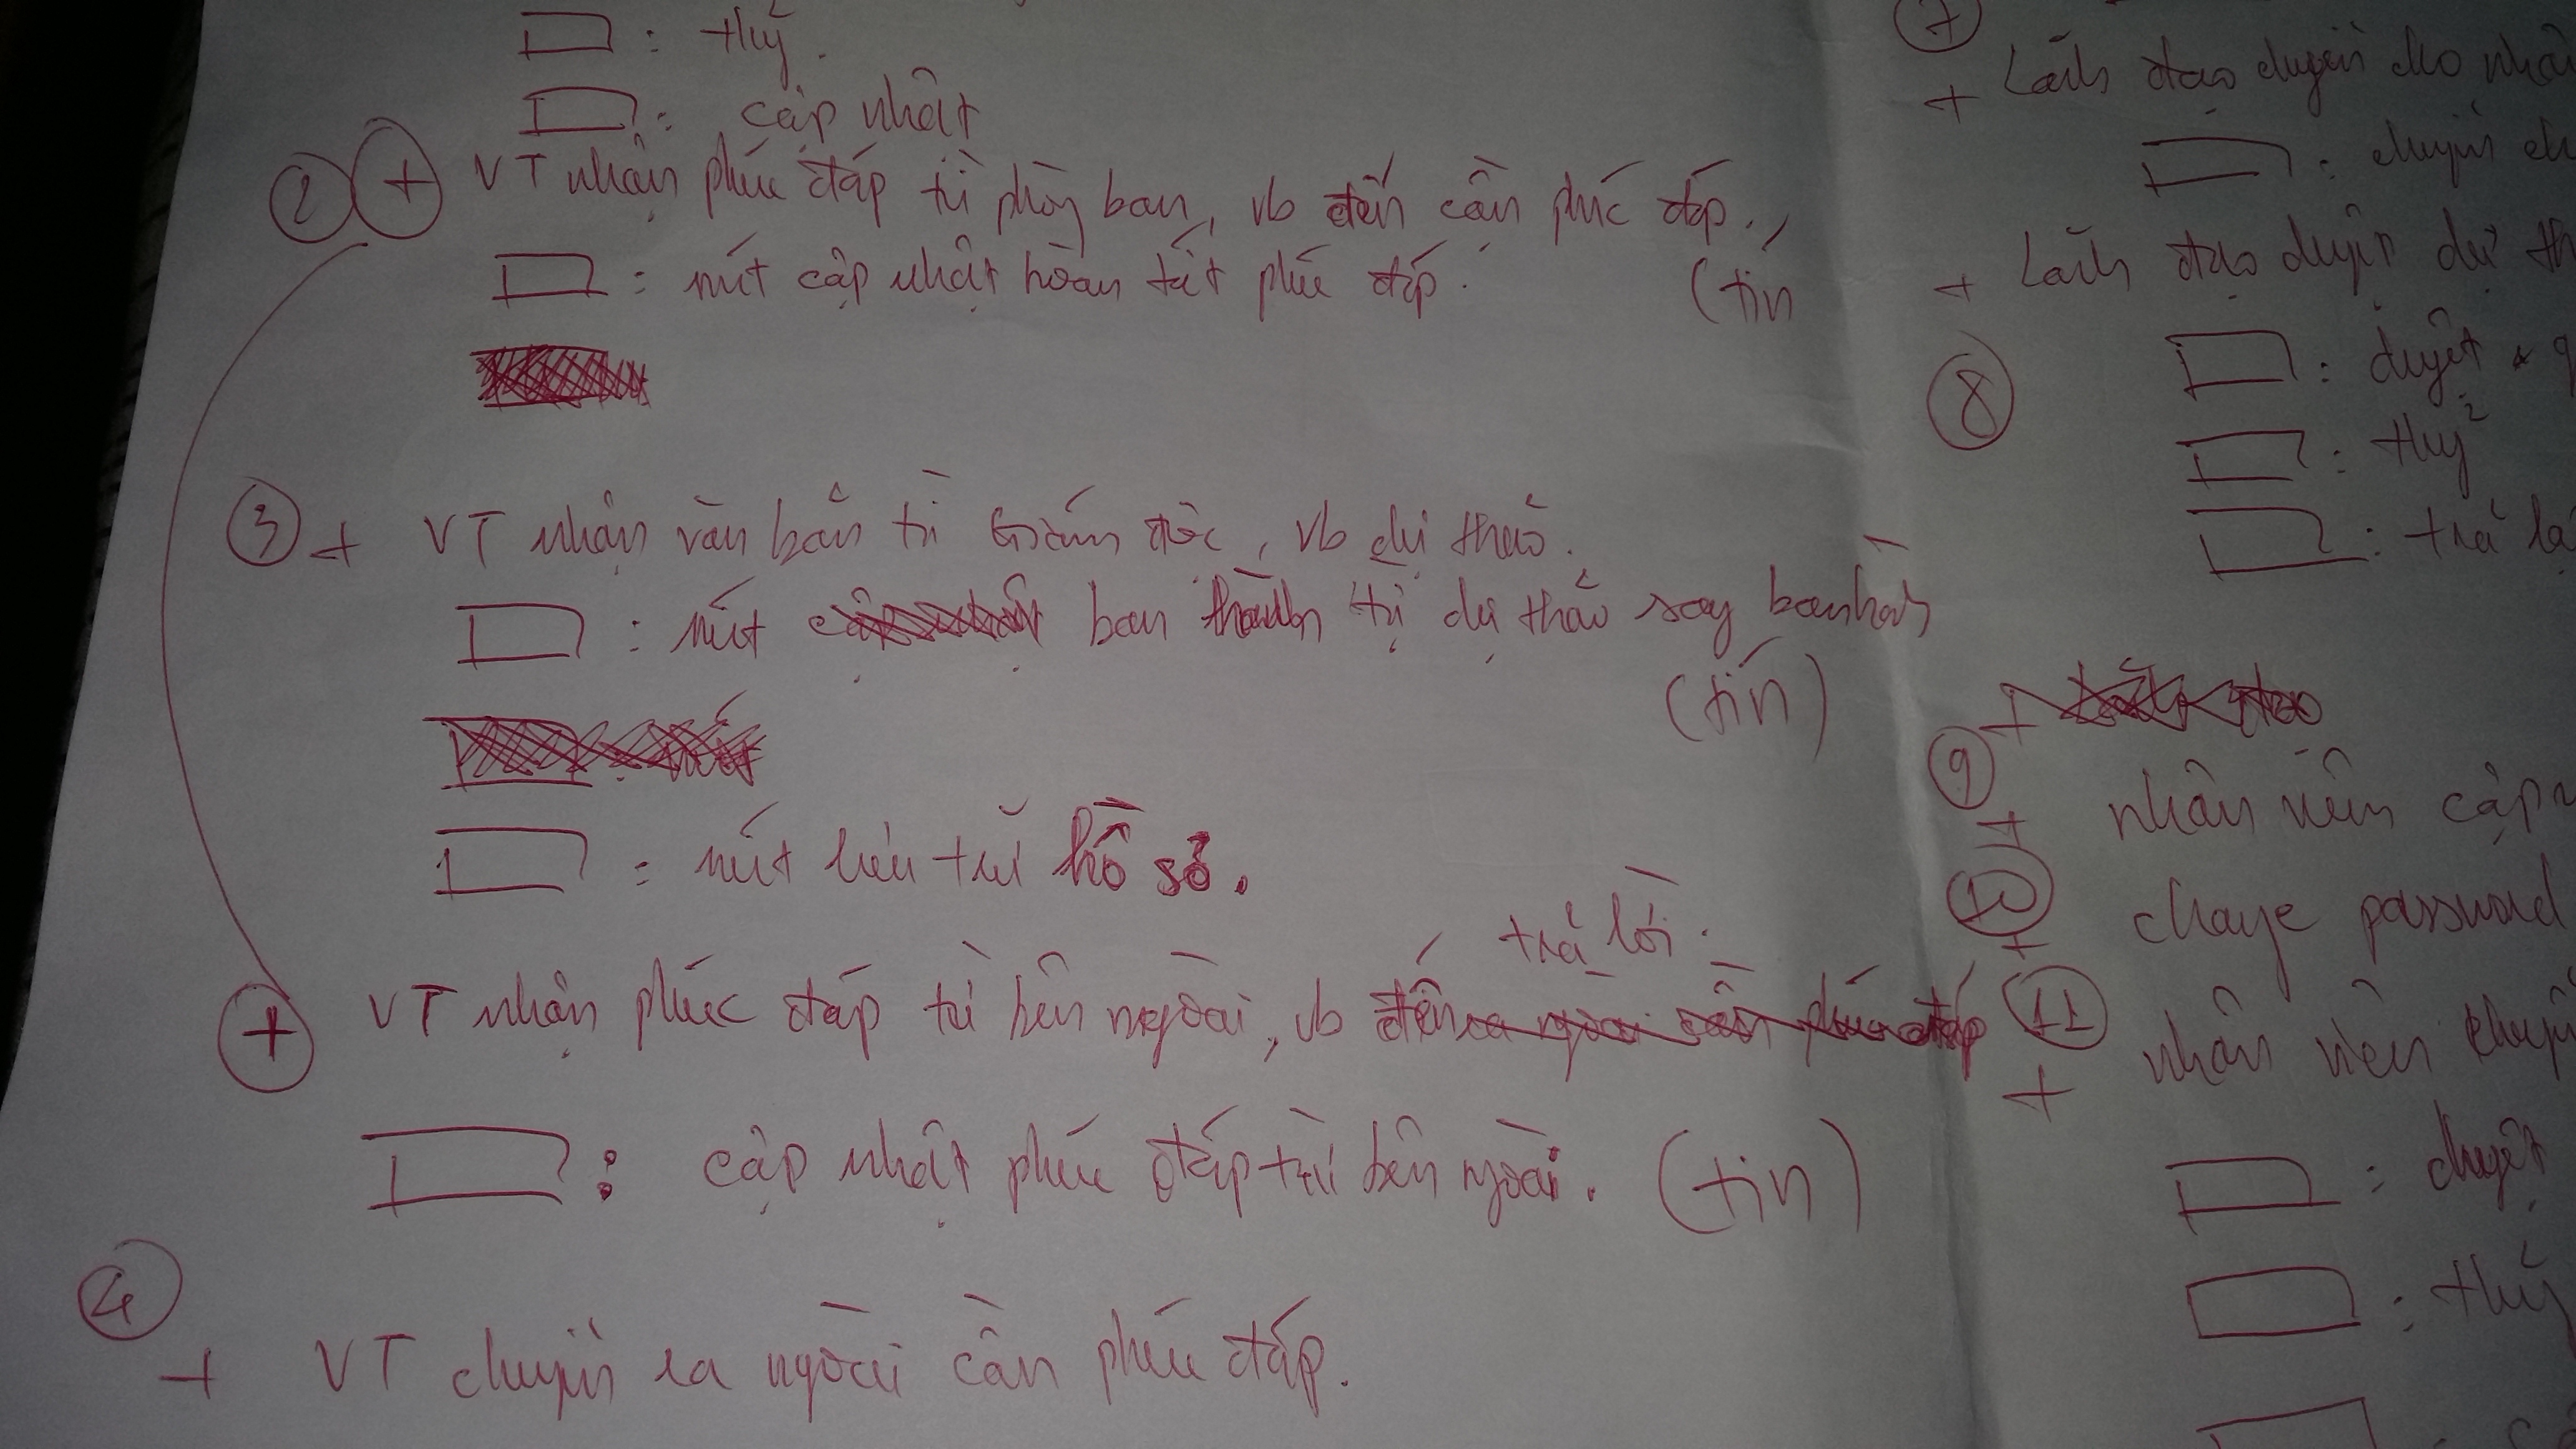 : thủy.
: cập nhật
② + VT nhận phúc đáp từ phòng ban, vb đến cần phúc đáp.
: nút cập nhật hoàn tất phúc đáp.
(tín
③ + VT nhận văn bản từ Giám đốc, vb dự thảo.
: nút ban hành từ dự thảo sang ban hành
(tín)
: nút lưu trữ hồ sơ.
trả lời.
+ VT nhận phúc đáp từ bên ngoài, vb
: cập nhật phúc đáp từ bên ngoài. (tín)
④
+ VT chuyển ra ngoài cần phúc đáp.
⑦
+ Lãnh đạo chuyển cho nhân
: chuyển ch
+ Lãnh đạo duyệt dự th
⑧
: duyệt & q
: thủy
: trả lạ
⑨ +
nhân viên cập n
⑩ +
change password
⑪
+ nhân viên chuyển
: duyệt
: thủy